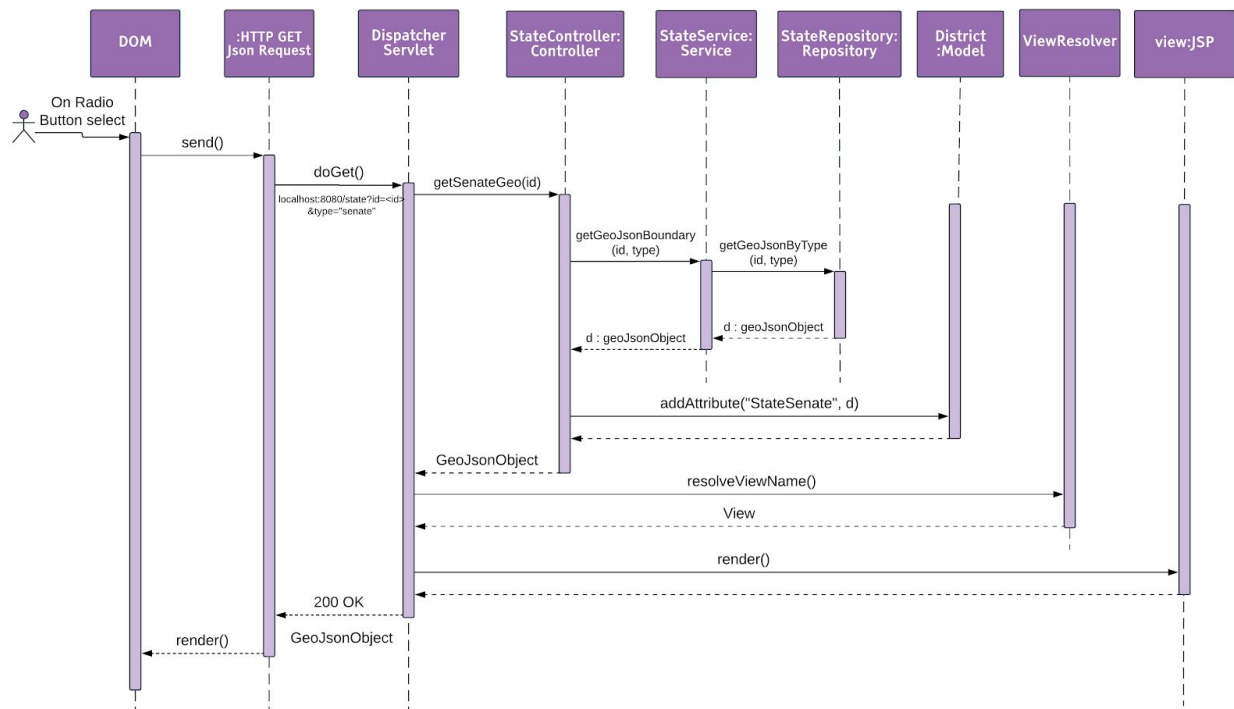 DOM
:HTTP GET
Json Request
Dispatcher
Servlet
StateController:
Controller
StateService:
Service
StateRepository:
Repository
District
:Model
ViewResolver
view:JSP
On Radio
Button select
send()
doGet()
localhost:8080/state?id=<id>
&type="senate"
getSenateGeo(id)
getGeoJsonBoundary
(id, type)
getGeoJsonByType
(id, type)
d : geoJsonObject
d : geoJsonObject
addAttribute("StateSenate", d)
GeoJsonObject
resolveViewName()
View
render()
200 OK
GeoJsonObject
render()